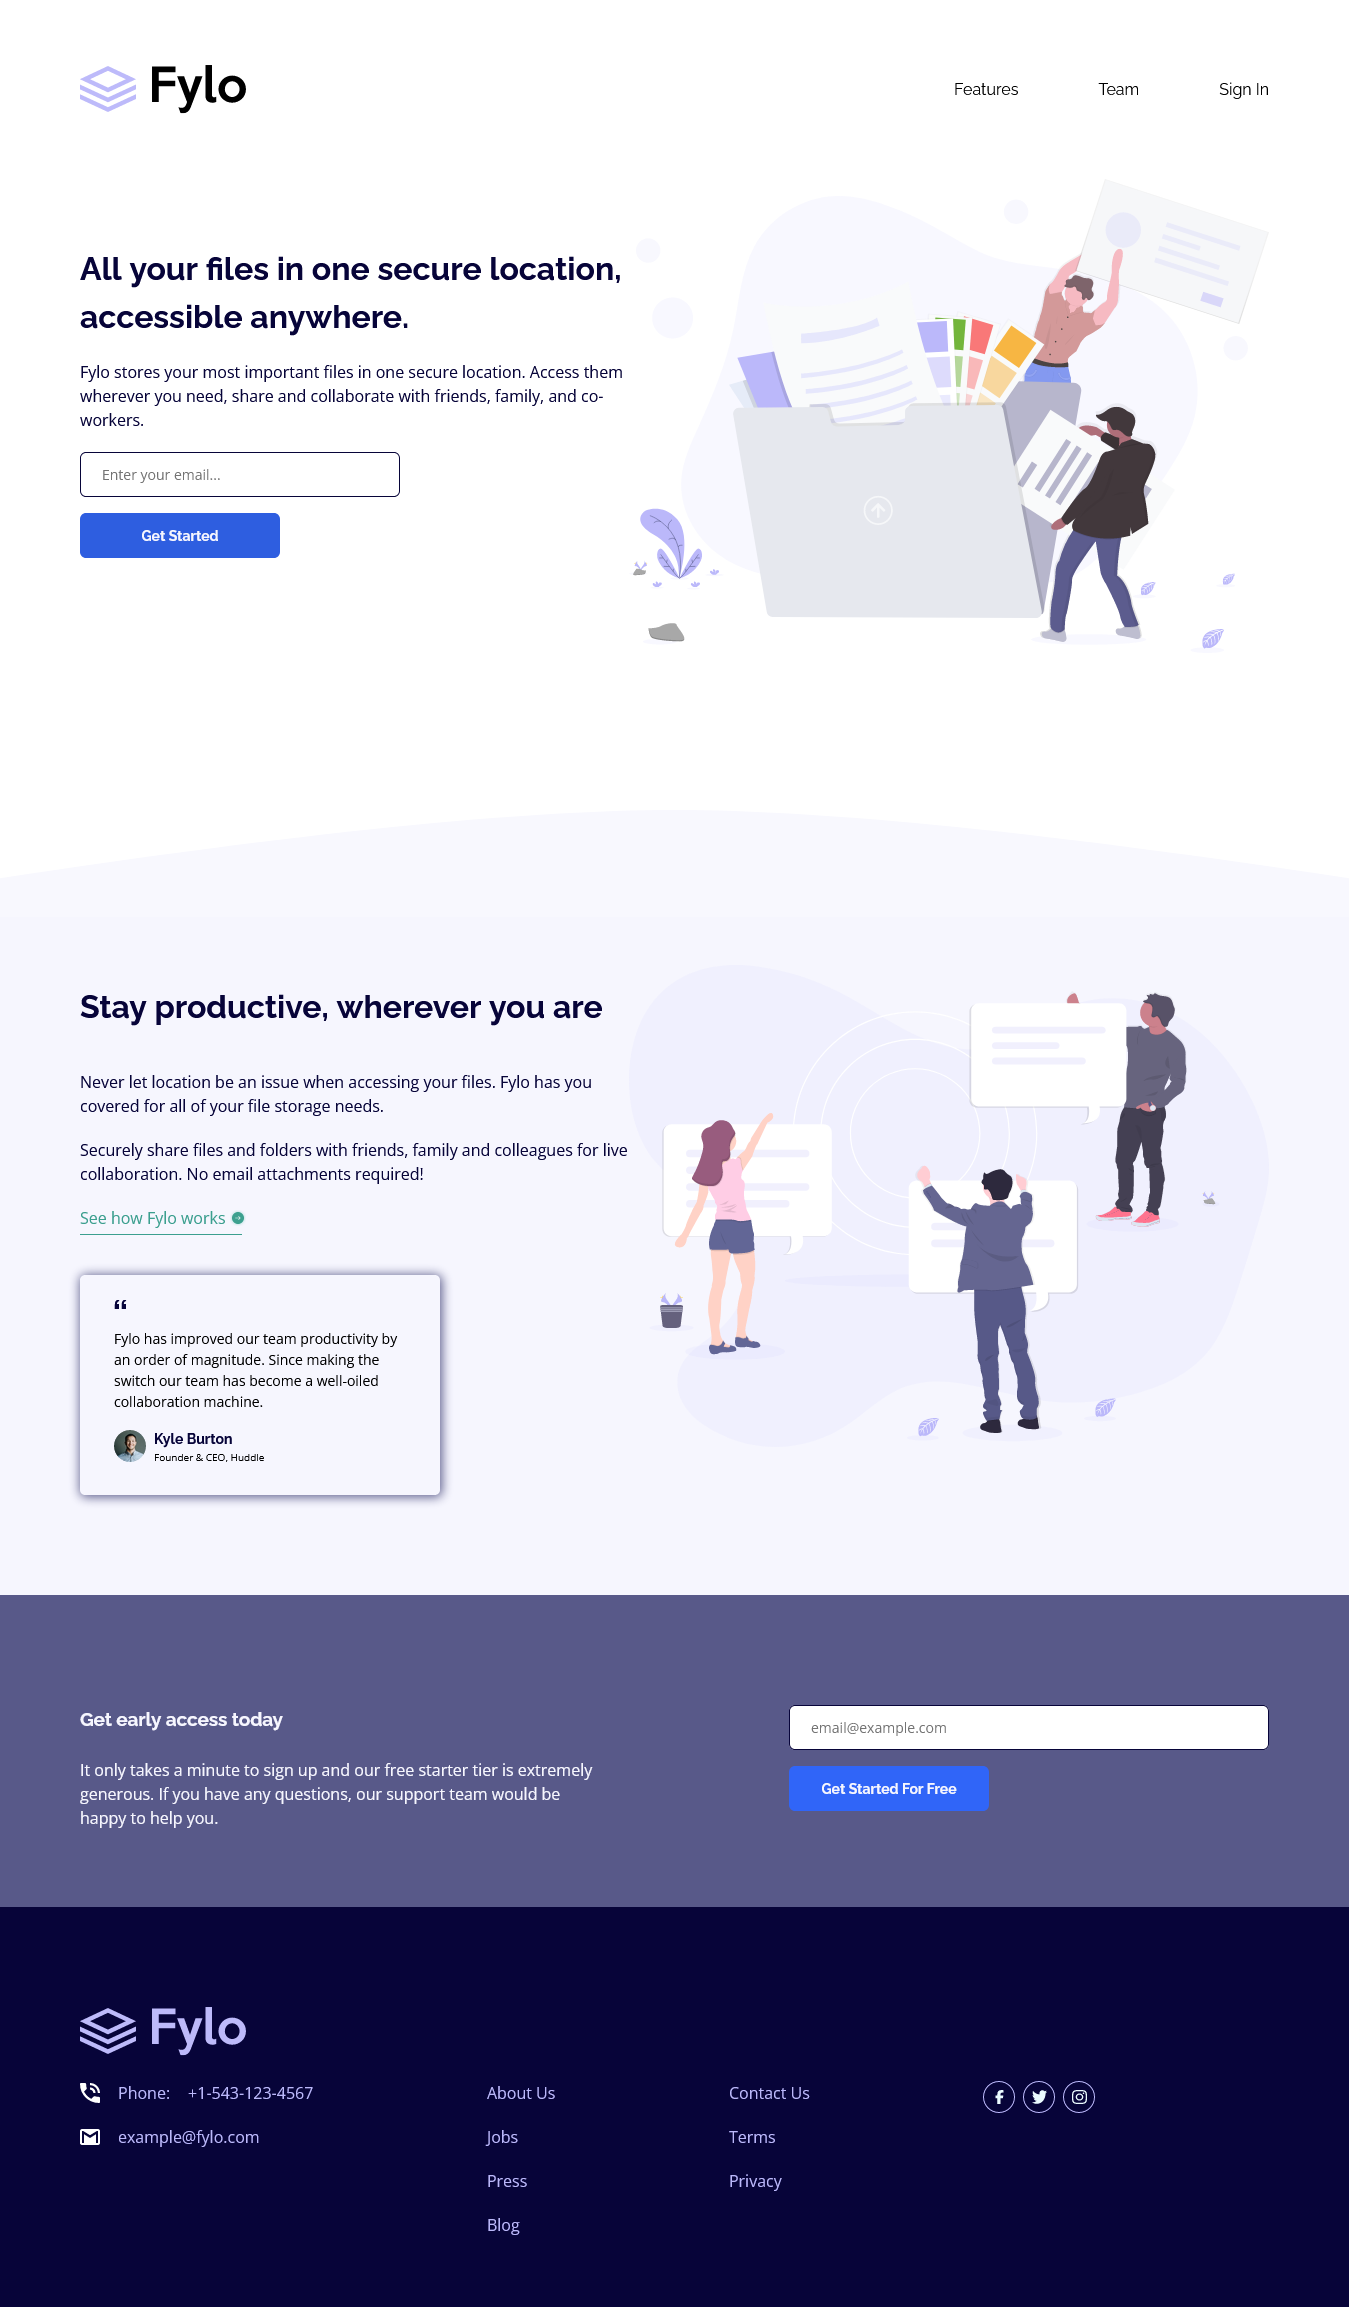 Fylo
Features
Team
Sign In
All your files in one secure location,
accessible anywhere.
Fylo stores your most important files in one secure location. Access them
wherever you need, share and collaborate with friends, family, and co-
workers.
Enter your email...
Get Started
Stay productive, wherever you are
Never let location be an issue when accessing your files. Fylo has you
covered for all of your file storage needs.
Securely share files and folders with friends, family and colleagues for live
collaboration. No email attachments required!
See how Fylo works
“
Fylo has improved our team productivity by
an order of magnitude. Since making the
switch our team has become a well-oiled
collaboration machine.
Kyle Burton
Founder & CEO, Huddle
Get early access today
It only takes a minute to sign up and our free starter tier is extremely
generous. If you have any questions, our support team would be
happy to help you.
email@example.com
Get Started For Free
Fylo
Phone: +1-543-123-4567
example@fylo.com
About Us
Jobs
Press
Blog
Contact Us
Terms
Privacy